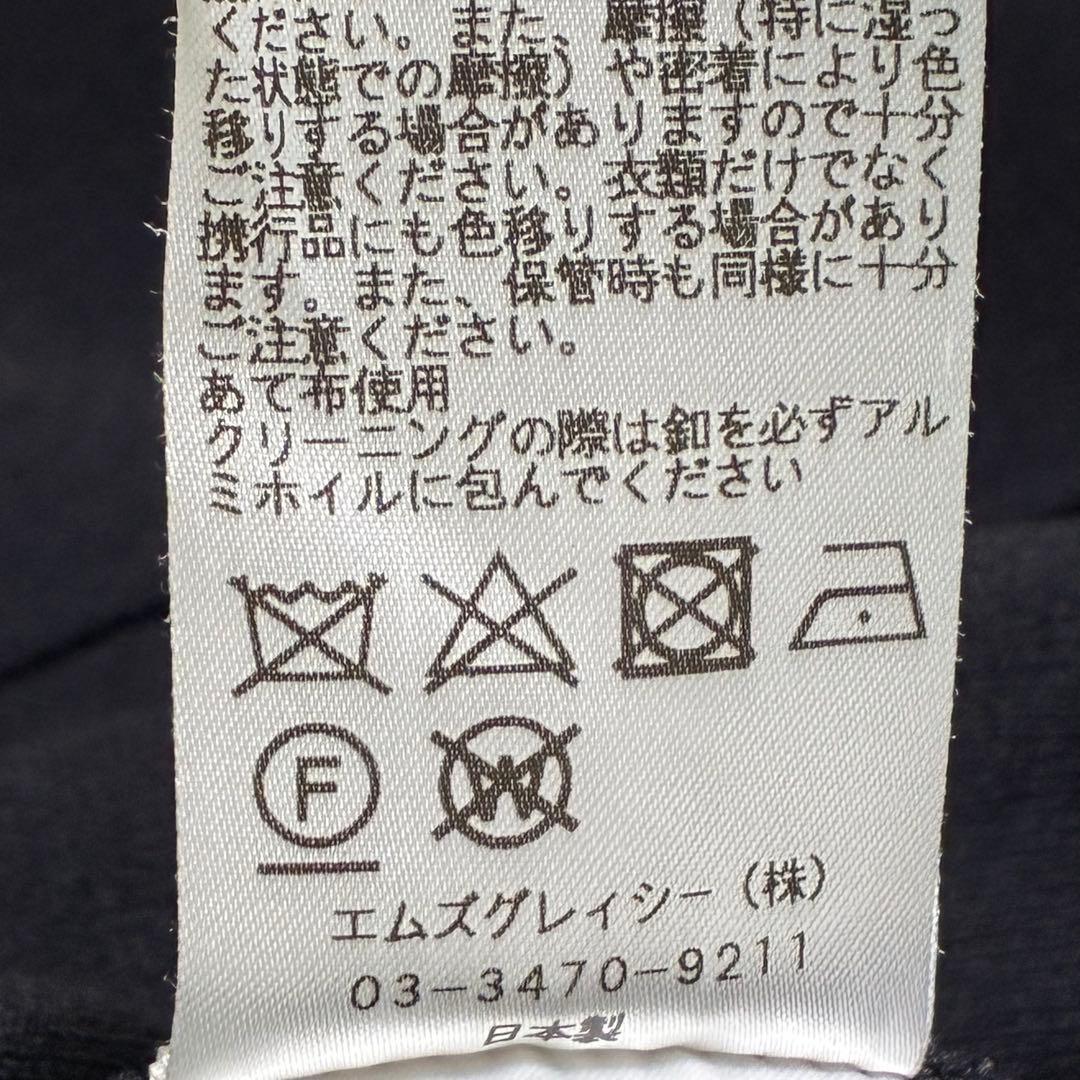 ください。また、摩擦(特に湿っ
た状態での摩擦)や密着により色
移りする場合がありますので十分
ご注意ください。衣類だけでなく
携行品にも色移りする場合があり
ます。また、保管時も同様に十分
ご注意ください。
あて布使用
クリーニングの際は釦を必ずアル
ミホイルに包んでください
F
W
エムズグレイシー(株)
03-3470-9211
日本製